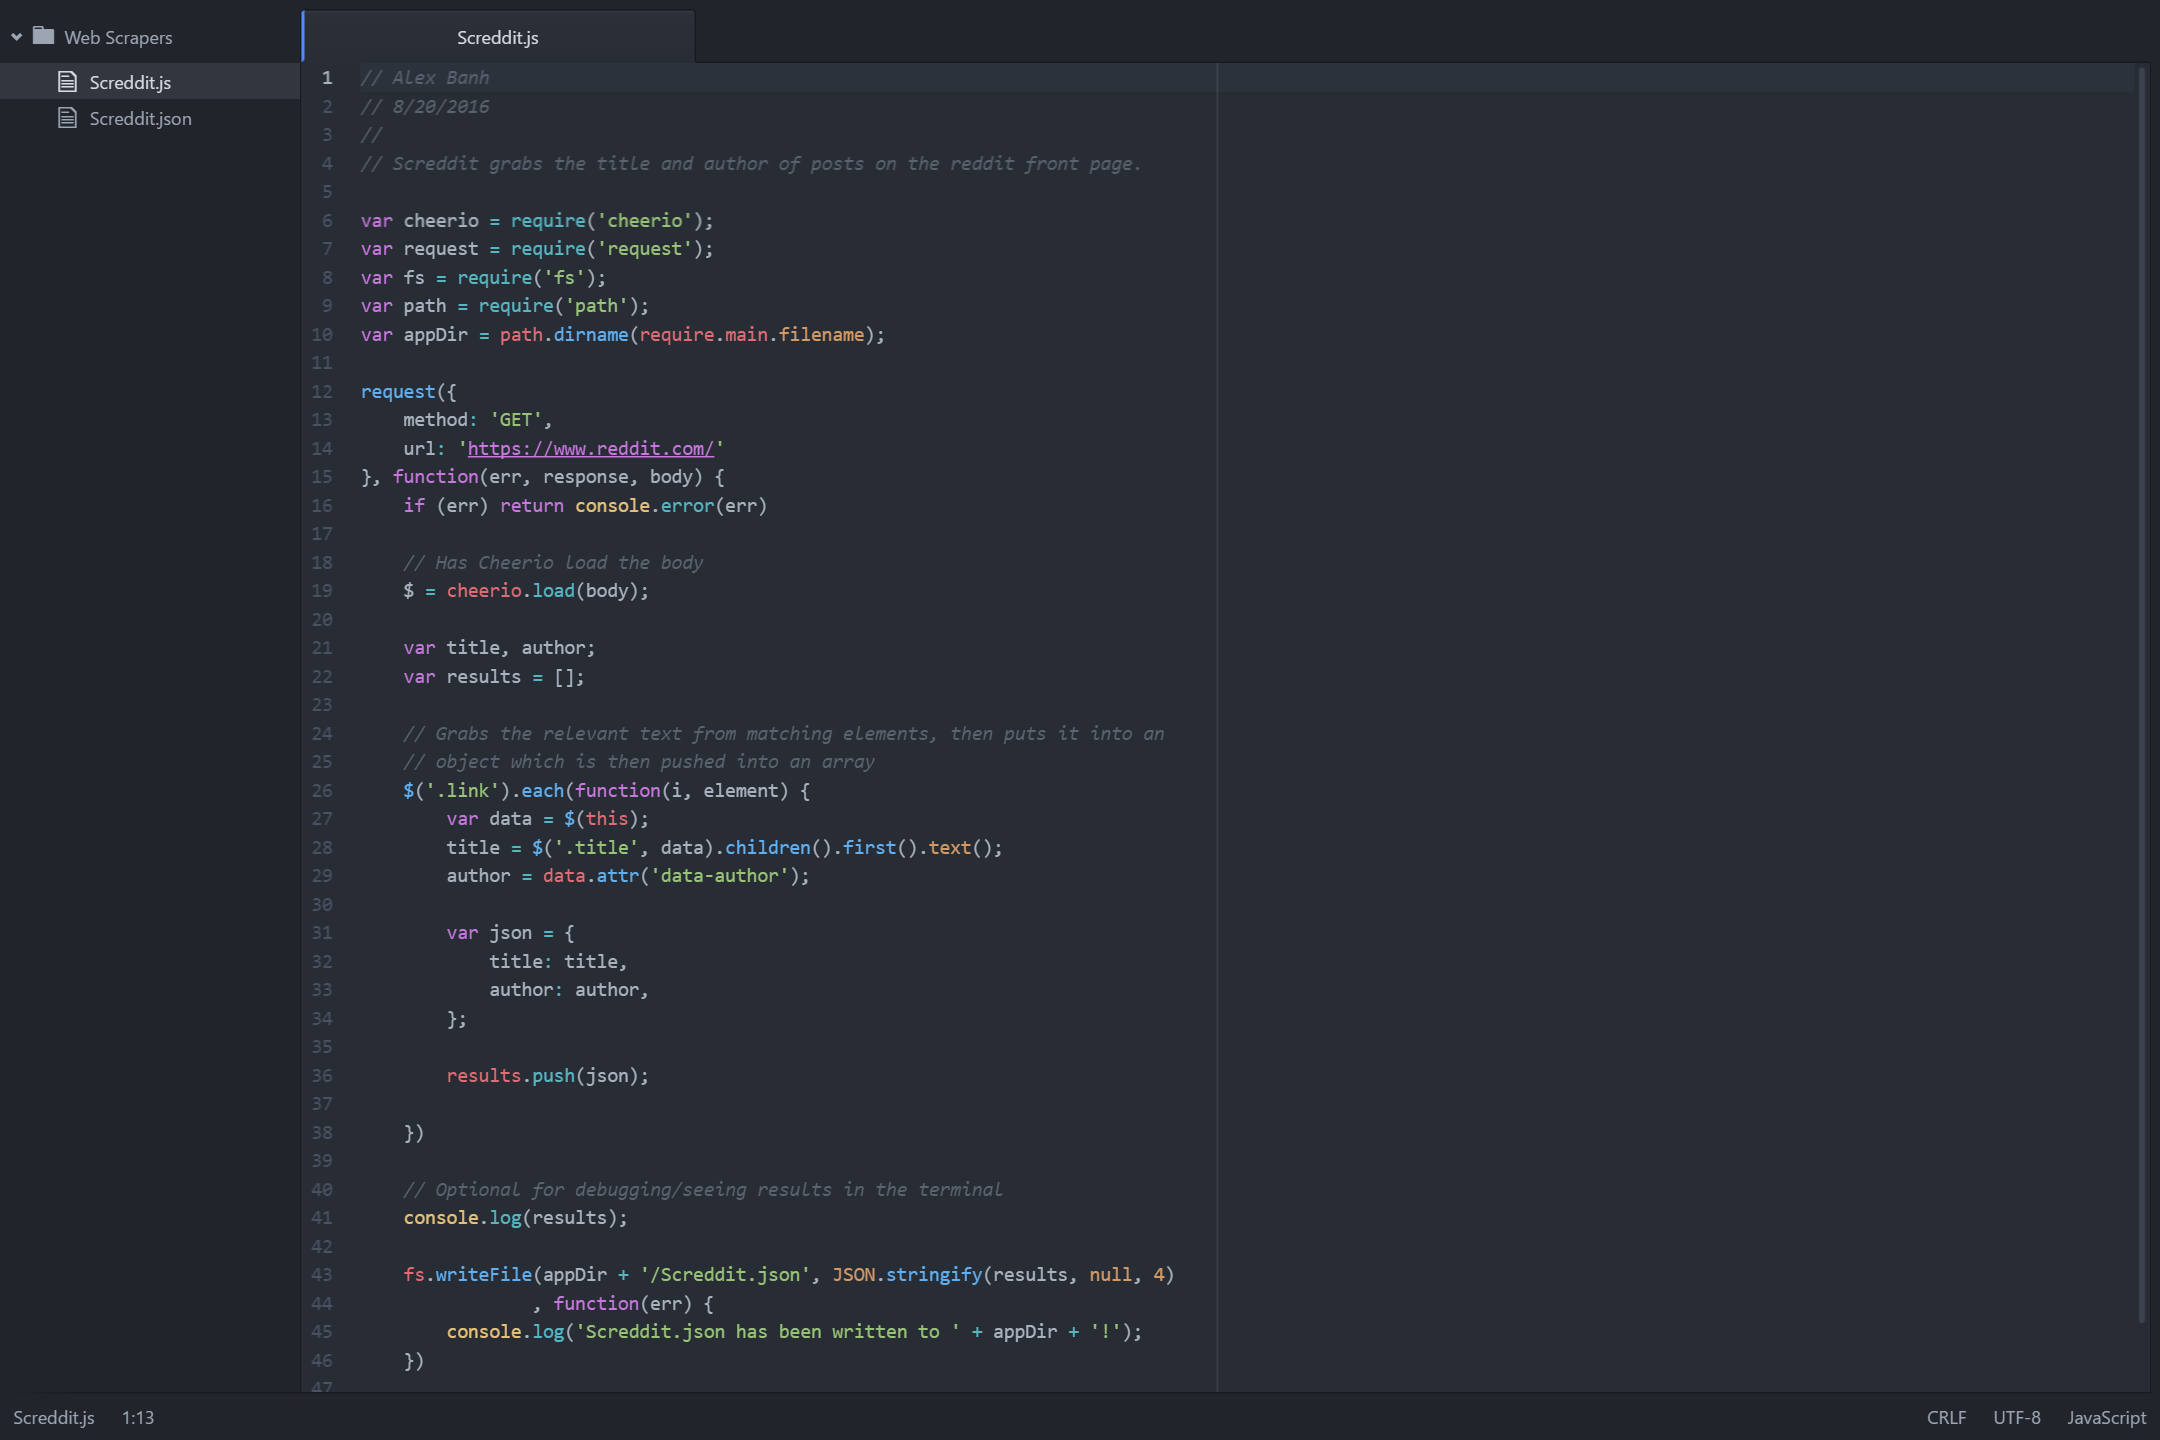 Web Scrapers
Screddit.js
Screddit.json
Screddit.js
1 // Alex Banh
2 // 8/20/2016
3 //
4 // Screddit grabs the title and author of posts on the reddit front page.
5
6 var cheerio = require('cheerio');
7 var request = require('request');
8 var fs = require('fs');
9 var path = require('path');
10 var appDir = path.dirname(require.main.filename);
11
12 request({
13     method: 'GET',
14     url: 'https://www.reddit.com/'
15 }, function(err, response, body) {
16     if (err) return console.error(err)
17
18     // Has Cheerio load the body
19     $ = cheerio.load(body);
20
21     var title, author;
22     var results = [];
23
24     // Grabs the relevant text from matching elements, then puts it into an
25     // object which is then pushed into an array
26     $('.link').each(function(i, element) {
27         var data = $(this);
28         title = $('.title', data).children().first().text();
29         author = data.attr('data-author');
30
31         var json = {
32             title: title,
33             author: author,
34         };
35
36         results.push(json);
37
38     })
39
40     // Optional for debugging/seeing results in the terminal
41     console.log(results);
42
43     fs.writeFile(appDir + '/Screddit.json', JSON.stringify(results, null, 4)
44                 , function(err) {
45         console.log('Screddit.json has been written to ' + appDir + '!');
46     })
47
Screddit.js 1:13 CRLF UTF-8 JavaScript